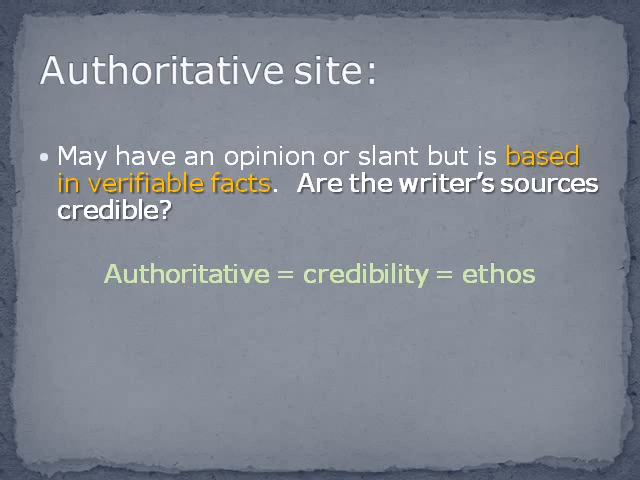 Authoritative site:
• May have an opinion or slant but is based
in verifiable facts.  Are the writer’s sources
credible?
Authoritative = credibility = ethos